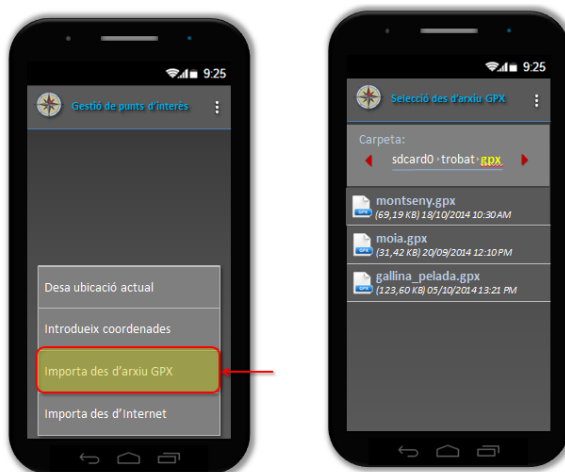 9:25
Gestió de punts d'interès
Desa ubicació actual
Introdueix coordenades
Importa des d'arxiu GPX
Importa des d'Internet
9:25
Selecció des d'arxiu GPX
Carpeta:
sdcard0 trobat gpx
montseny.gpx
(69,19 KB) 18/10/2014 10:30 AM
moia.gpx
(31,42 KB) 20/09/2014 12:10 PM
gallina_pelada.gpx
(123,60 KB) 05/10/2014 13:21 PM